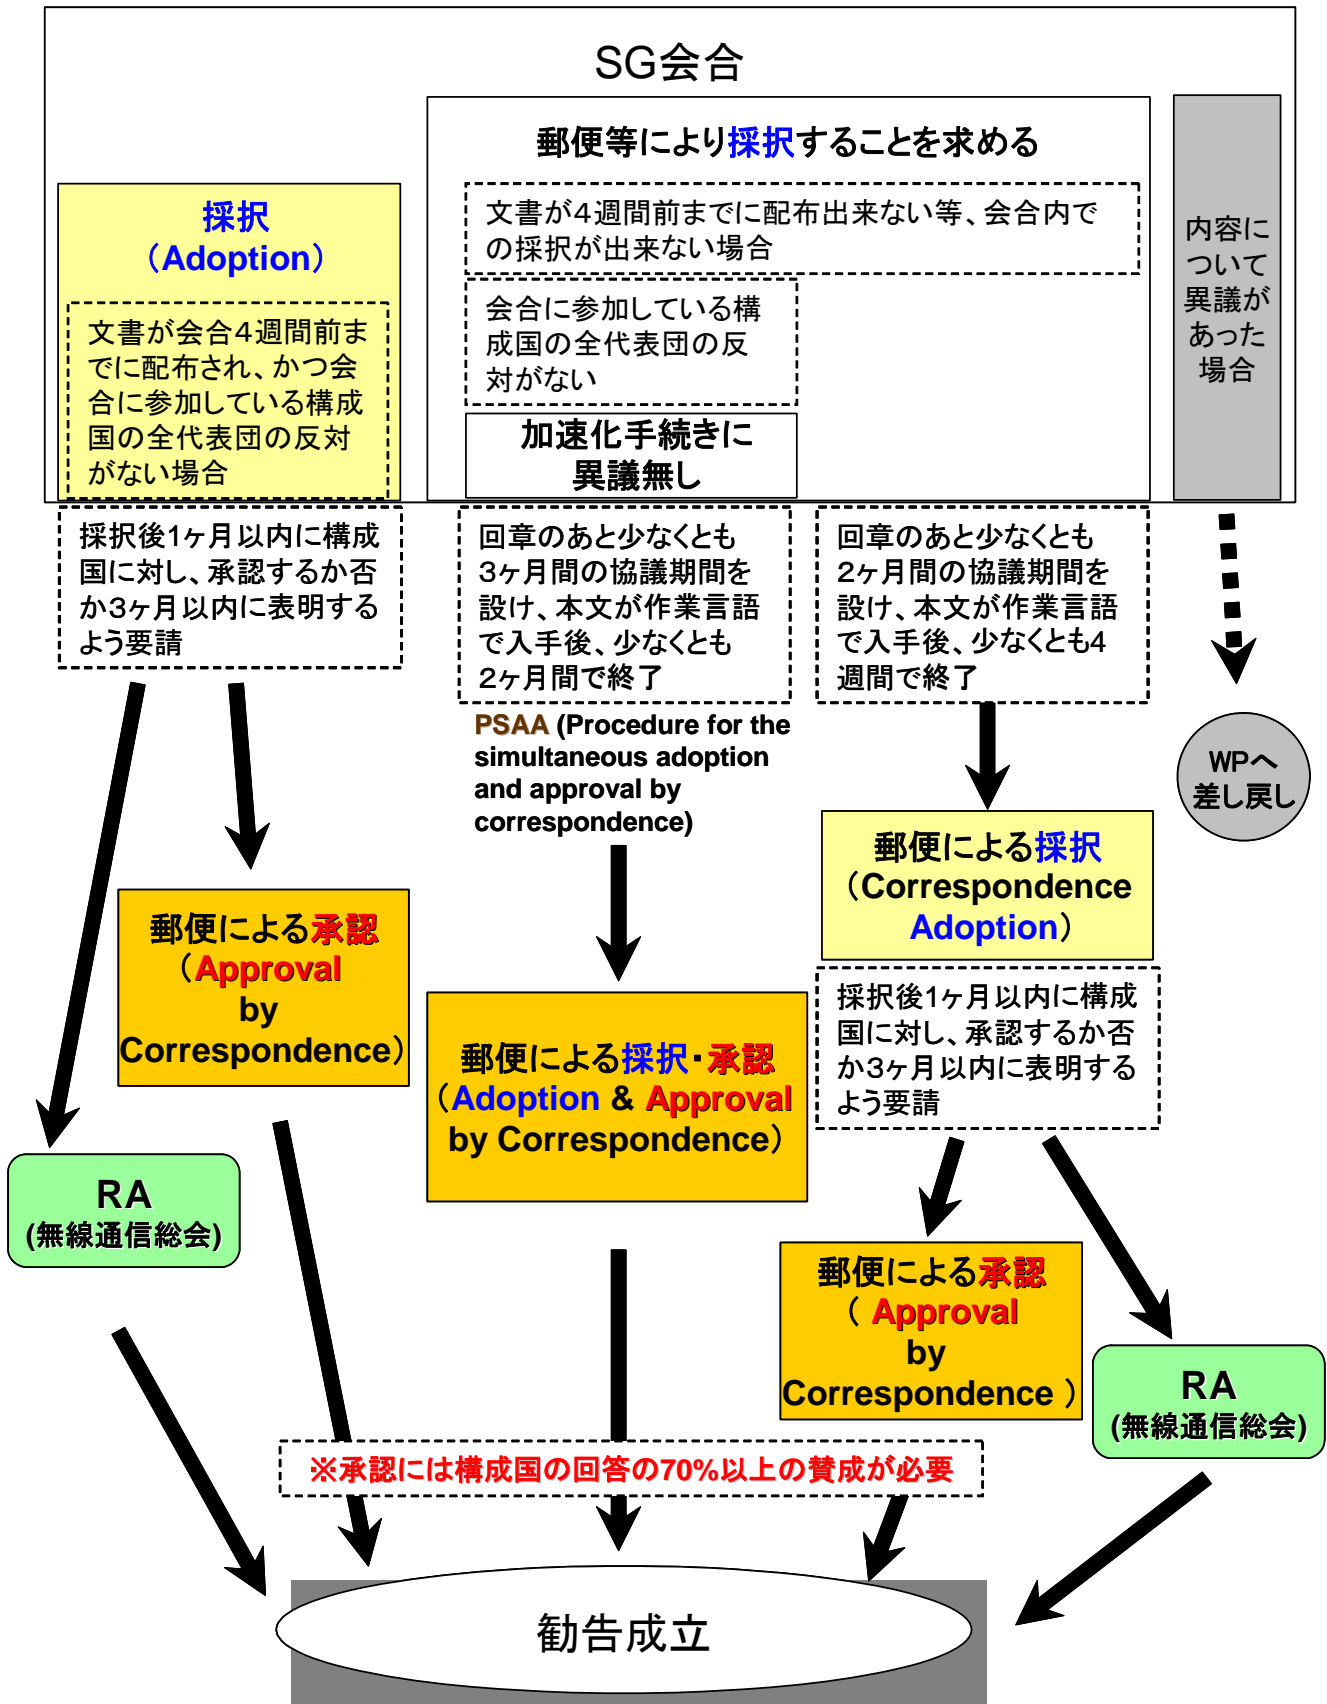 SG会合
採択
（Adoption）
文書が会合4週間前ま
でに配布され、かつ会
合に参加している構成
国の全代表団の反対
がない場合
郵便等により採択することを求める
文書が4週間前までに配布出来ない等、会合内で
の採択が出来ない場合
会合に参加している構
成国の全代表団の反
対がない
加速化手続きに
異議無し
内容に
ついて
異議が
あった
場合
採択後1ヶ月以内に構成
国に対し、承認するか否
か3ヶ月以内に表明する
よう要請
回章のあと少なくとも
3ヶ月間の協議期間を
設け、本文が作業言語
で入手後、少なくとも
2ヶ月間で終了
回章のあと少なくとも
2ヶ月間の協議期間を
設け、本文が作業言語
で入手後、少なくとも4
週間で終了
PSAA (Procedure for the
simultaneous adoption
and approval by
correspondence)
WPへ
差し戻し
郵便による採択
（Correspondence
Adoption）
郵便による承認
（Approval
by
Correspondence）
郵便による採択・承認
（Adoption & Approval
by Correspondence）
採択後1ヶ月以内に構成
国に対し、承認するか否
か3ヶ月以内に表明する
よう要請
RA
(無線通信総会)
郵便による承認
（ Approval
by
Correspondence ）
RA
(無線通信総会)
※承認には構成国の回答の70%以上の賛成が必要
勧告成立